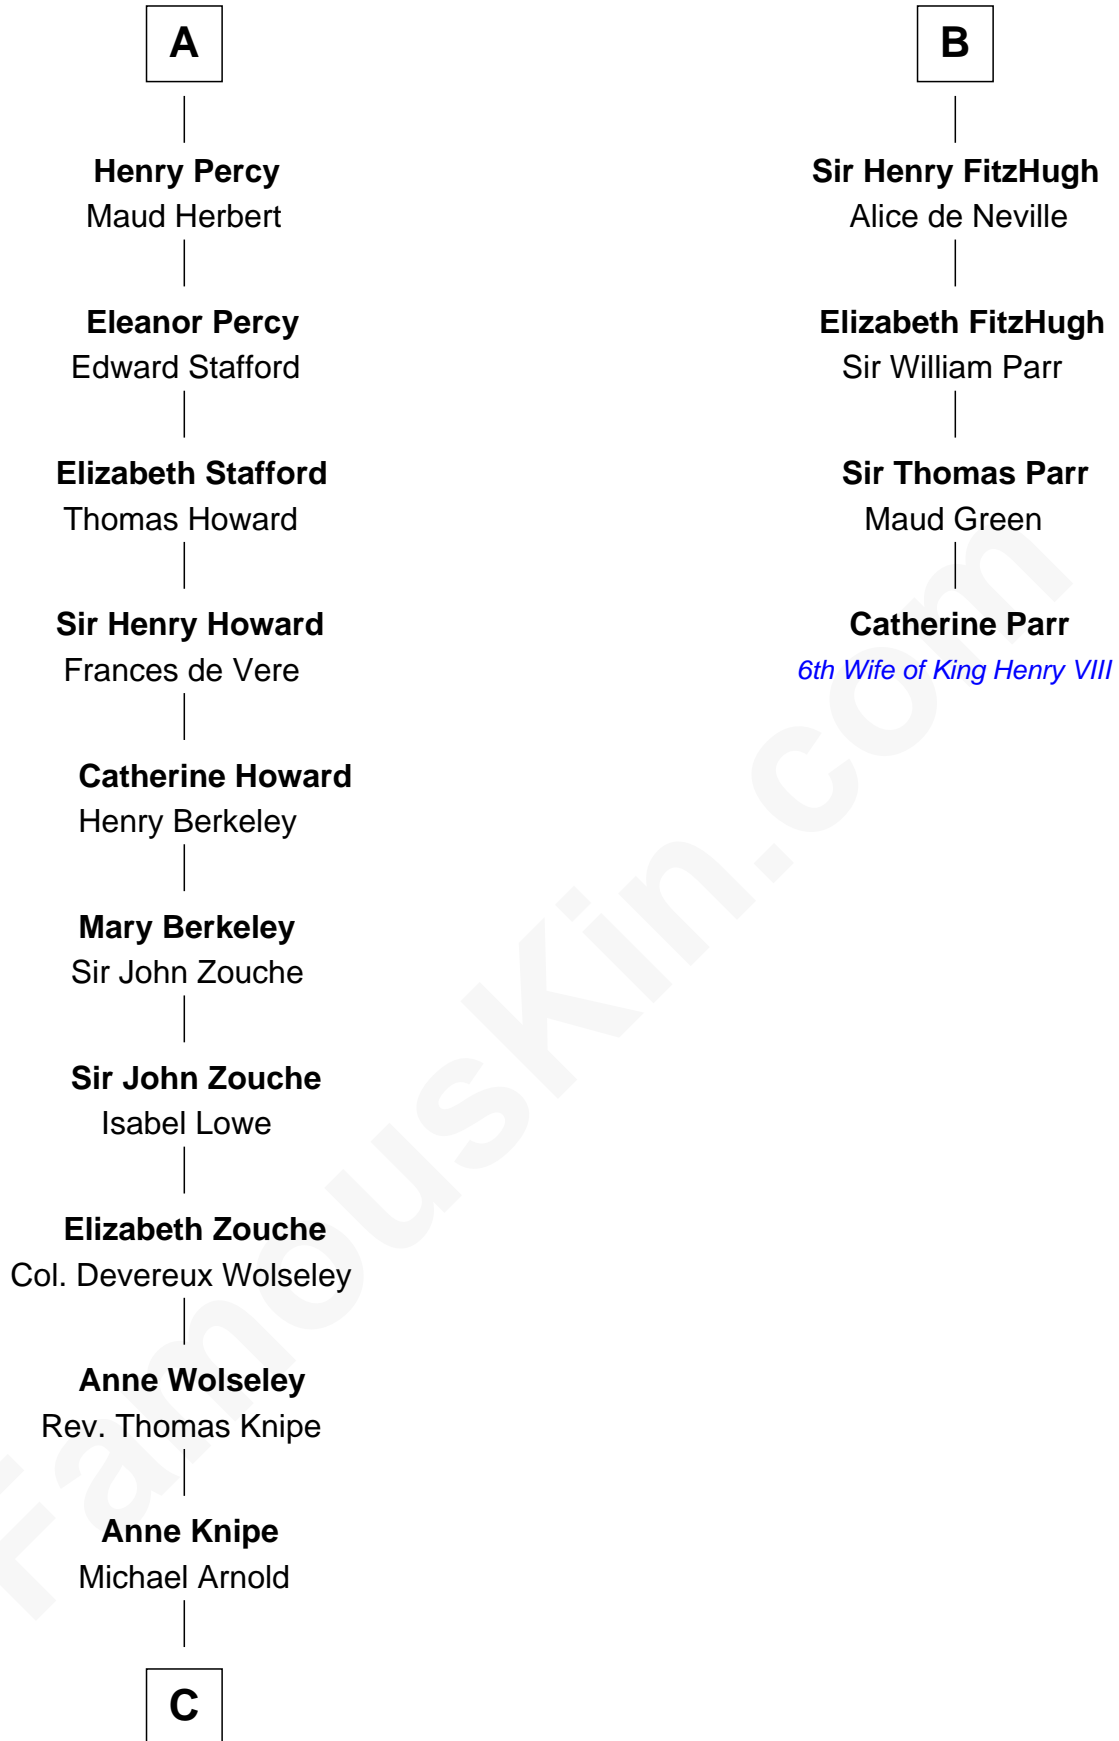 A
Henry Percy
Maud Herbert
Eleanor Percy
Edward Stafford
Elizabeth Stafford
Thomas Howard
Sir Henry Howard
Frances de Vere
Catherine Howard
Henry Berkeley
Mary Berkeley
Sir John Zouche
Sir John Zouche
Isabel Lowe
Elizabeth Zouche
Col. Devereux Wolseley
Anne Wolseley
Rev. Thomas Knipe
Anne Knipe
Michael Arnold
C
B
Sir Henry FitzHugh
Alice de Neville
Elizabeth FitzHugh
Sir William Parr
Sir Thomas Parr
Maud Green
Catherine Parr
6th Wife of King Henry VIII
FamousKin.com